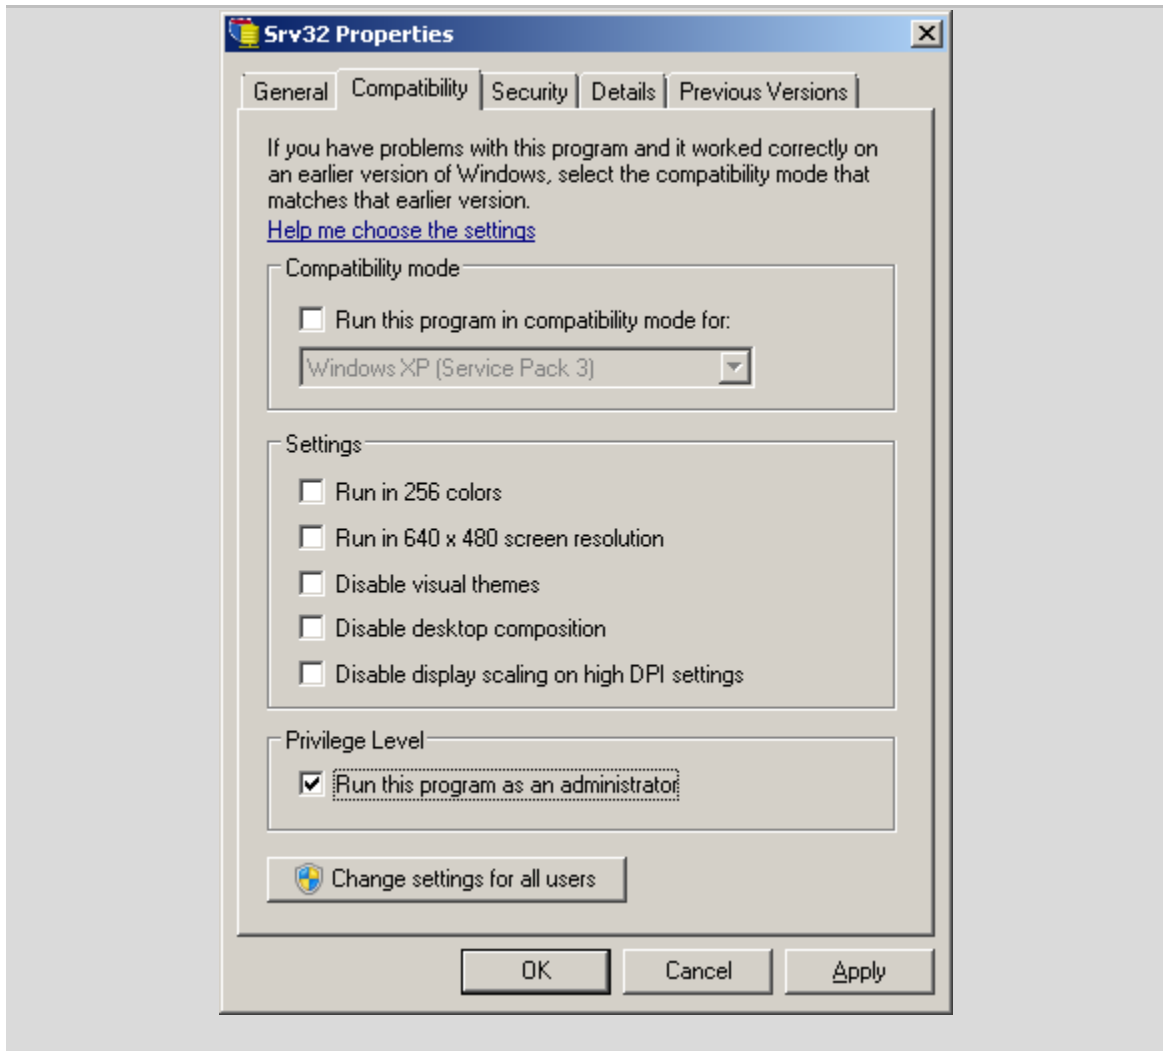 Srv32 Properties
General Compatibility Security Details Previous Versions
If you have problems with this program and it worked correctly on
an earlier version of Windows, select the compatibility mode that
matches that earlier version.
Help me choose the settings
Compatibility mode
Run this program in compatibility mode for:
Windows XP (Service Pack 3)
Settings
Run in 256 colors
Run in 640 x 480 screen resolution
Disable visual themes
Disable desktop composition
Disable display scaling on high DPI settings
Privilege Level
Run this program as an administrator
Change settings for all users
OK Cancel Apply